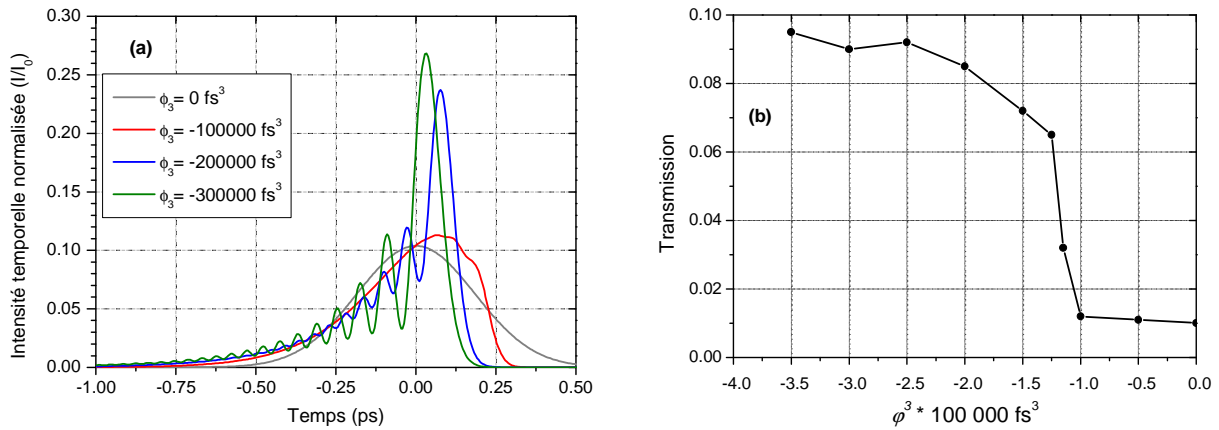 (a)
ϕ₃= 0 fs³
ϕ₃= -100000 fs³
ϕ₃= -200000 fs³
ϕ₃= -300000 fs³
Intensité temporelle normalisée (I/I₀)
0.30
0.25
0.20
0.15
0.10
0.05
0.00
-1.00 -0.75 -0.50 -0.25 0.00 0.25 0.50
Temps (ps)
(b)
Transmission
0.10
0.08
0.06
0.04
0.02
0.00
-4.0 -3.5 -3.0 -2.5 -2.0 -1.5 -1.0 -0.5 0.0
φ³ * 100 000 fs³